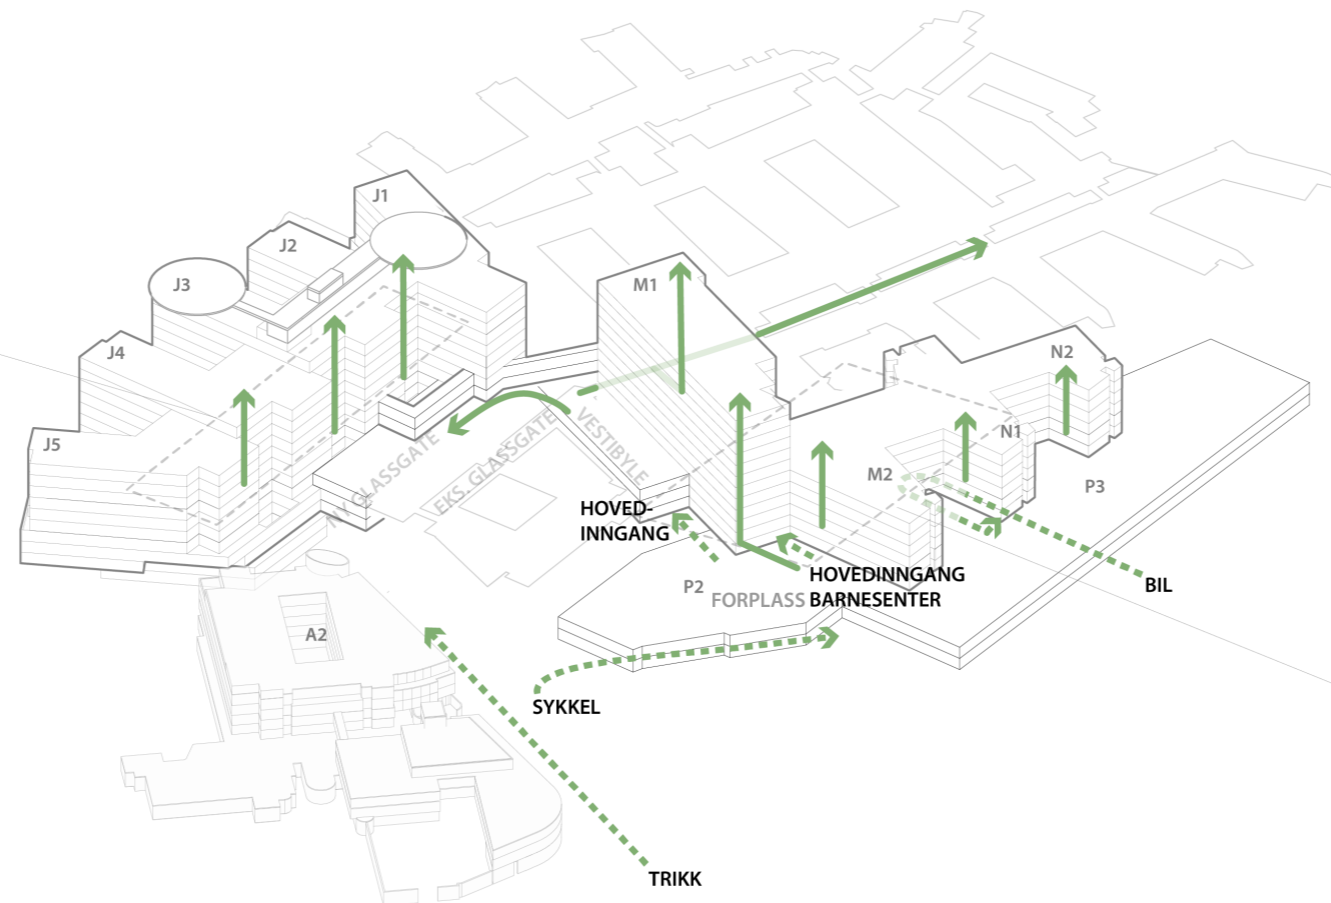 J1
J2
J3
J4
J5
M1
N2
N1
M2
P3
NY GLASSGATE
EKS. GLASSGATE
VESTIBYLE
HOVED-
INNGANG
P2
FORPLASS
HOVEDINNGANG
BARNESENTER
BIL
A2
SYKKEL
TRIKK